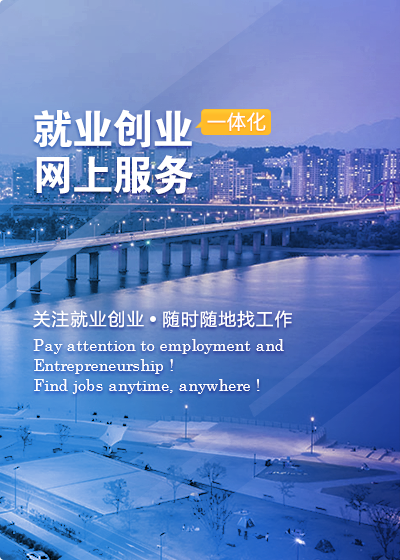 就业创业 一体化
网上服务
关注就业创业•随时随地找工作
Pay attention to employment and
Entrepreneurship !
Find jobs anytime, anywhere !